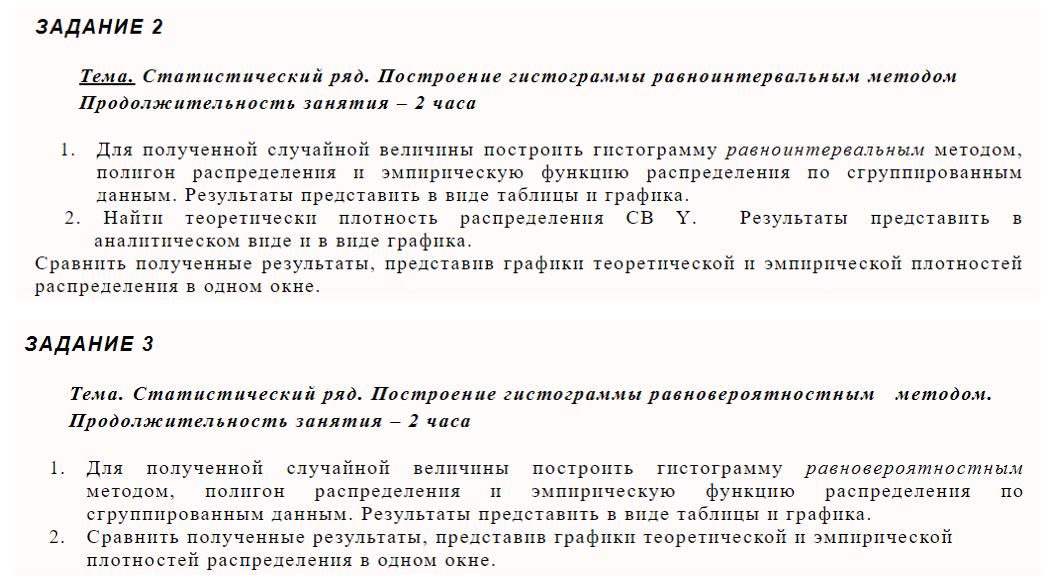 ЗАДАНИЕ 2
Тема. Статистический ряд. Построение гистограммы равноинтервальным методом
Продолжительность занятия – 2 часа
1. Для полученной случайной величины построить гистограмму равноинтервальным методом,
полигон распределения и эмпирическую функцию распределения по сгруппированным
данным. Результаты представить в виде таблицы и графика.
2. Найти теоретически плотность распределения СВ Y. Результаты представить в
аналитическом виде и в виде графика.
Сравнить полученные результаты, представив графики теоретической и эмпирической плотностей
распределения в одном окне.
ЗАДАНИЕ 3
Тема. Статистический ряд. Построение гистограммы равновероятностным методом.
Продолжительность занятия – 2 часа
1. Для полученной случайной величины построить гистограмму равновероятностным
методом, полигон распределения и эмпирическую функцию распределения по
сгруппированным данным. Результаты представить в виде таблицы и графика.
2. Сравнить полученные результаты, представив графики теоретической и эмпирической
плотностей распределения в одном окне.